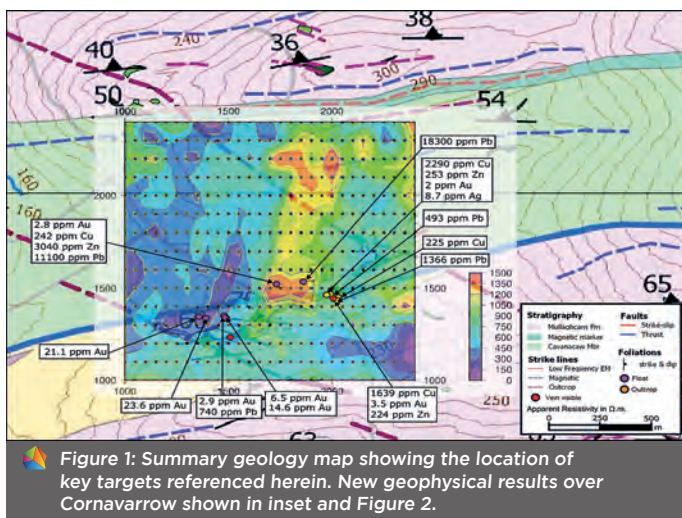 38
36
40
240
300
290
50
54
1000
1500
2000
18300 ppm Pb
2290 Cu
253 Zn
2 ppm Au
8.7 ppm Ag
160
2000
160
493 ppm Pb
2.8 ppm Au
242 ppm Cu
3040 ppm Zn
11100 ppm Pb
225 ppm Cu
1366 ppm Pb
1500
1500
65
1500
1350
1200
1050
900
750
600
450
300
150
0
21.1 ppm Au
1000
1000
1000
1500
2000
23.6 ppm Au
2.9 ppm Au
740 ppm Pb
6.5 ppm Au
14.6 ppm Au
1639 ppm Cu
3.5 ppm Au
224 ppm Zn
250
Stratigraphy
Mullaghcarn fm.
Magnetic marker
Cavanacaw Mbr
Strike lines
Low Frequency EM
Magnetic
Outcrop
Vein visible
Faults
Strike-slip
Thrust
Foliations
strike & dip
Float
Outcrop
Apparent Resistivity in Ω.m.
0 250 500
m
Figure 1: Summary geology map showing the location of
key targets referenced herein. New geophysical results over
Cornavarrow shown in inset and Figure 2.